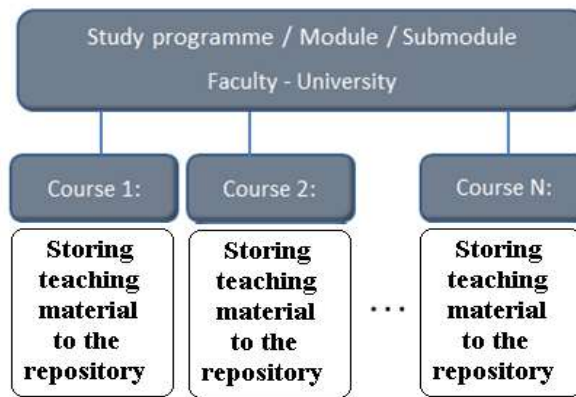 Study programme / Module / Submodule
Faculty - University
Course 1:
Course 2:
Course N:
Storing
teaching
material
to the
repository
Storing
teaching
material
to the
repository
...
Storing
teaching
material
to the
repository